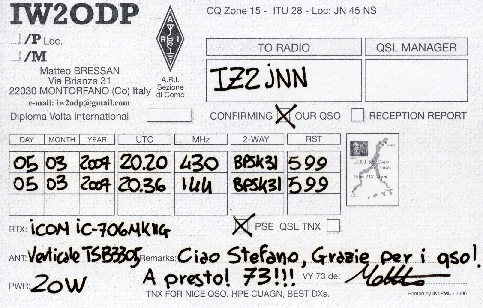 IW2ODP
CQ Zone 15 - ITU 28 - Loc: JN 45 NS
/P Loc.
/M
TO RADIO QSL MANAGER
IZ2JNN
Matteo BRESSAN
Via Brianza 31
22030 MONTORFANO (Co) Italy
e-mail: iw2odp@gmail.com
A.R.I.
Sezione
di Como
Diploma Volta International
CONFIRMING X OUR QSO RECEPTION REPORT
DAY MONTH YEAR UTC MHz 2-WAY RST
05 03 2007 20.20 430 BPSK31 599
05 03 2007 20.36 144 BPSK31 599
RTX: iCOM iC-706MKIIG X PSE QSL TNX
ANT: Verticale TSB3305 Remarks: Ciao Stefano, Grazie per i qso!
PWR: 20W A presto! 73!!! VY 73 de:
TNX FOR NICE QSO. HPE CUAGN, BEST DXs.